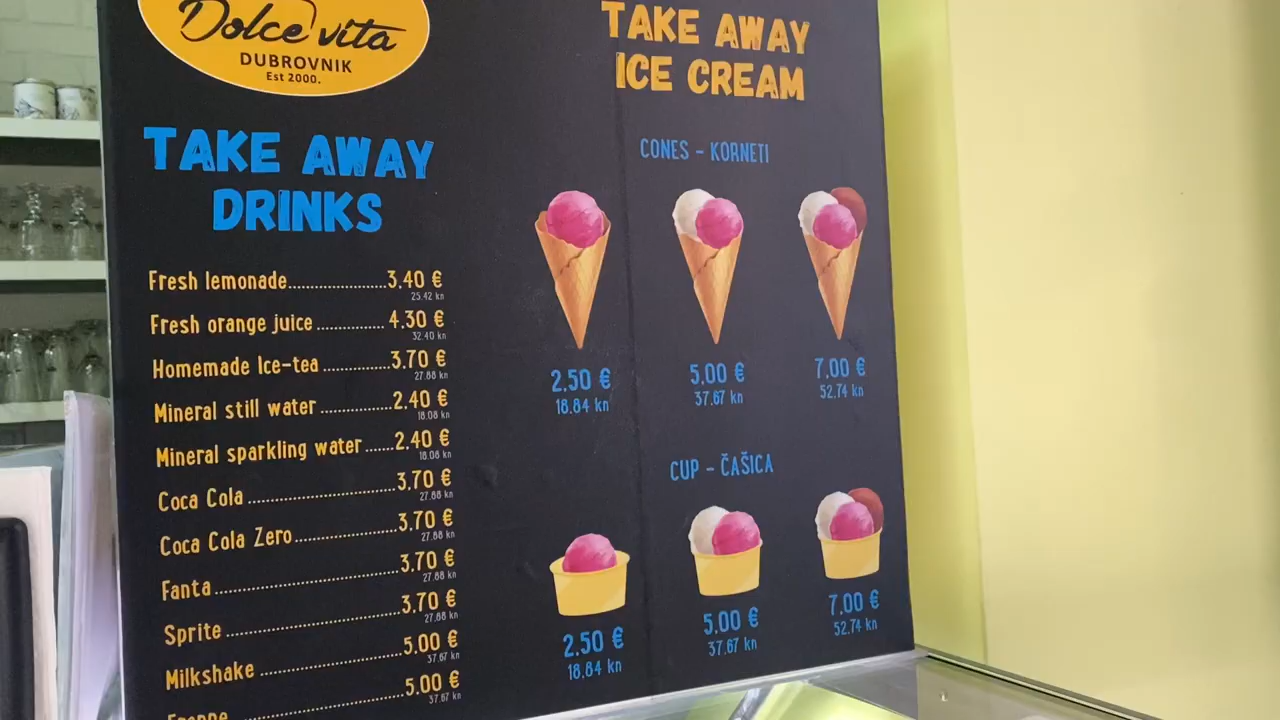 Dolce vita
DUBROVNIK
Est 2000.
TAKE AWAY
DRINKS
Fresh lemonade......................3.40 €
25.42 kn
Fresh orange juice...............4.30 €
32.40 kn
Homemade Ice-tea...............3.70 €
27.88 kn
Mineral still water................2.40 €
18.08 kn
Mineral sparkling water......2.40 €
18.08 kn
Coca Cola.................................3.70 €
27.88 kn
Coca Cola Zero........................3.70 €
27.88 kn
Fanta.........................................3.70 €
27.88 kn
Sprite........................................3.70 €
27.88 kn
Milkshake.................................5.00 €
37.67 kn
Frappe.......................................5.00 €
37.67 kn
TAKE AWAY
ICE CREAM
CONES - KORNETI
2.50 € 5.00 € 7.00 €
18.84 kn 37.67 kn 52.74 kn
CUP - ČAŠICA
2.50 € 5.00 € 7.00 €
18.84 kn 37.67 kn 52.74 kn